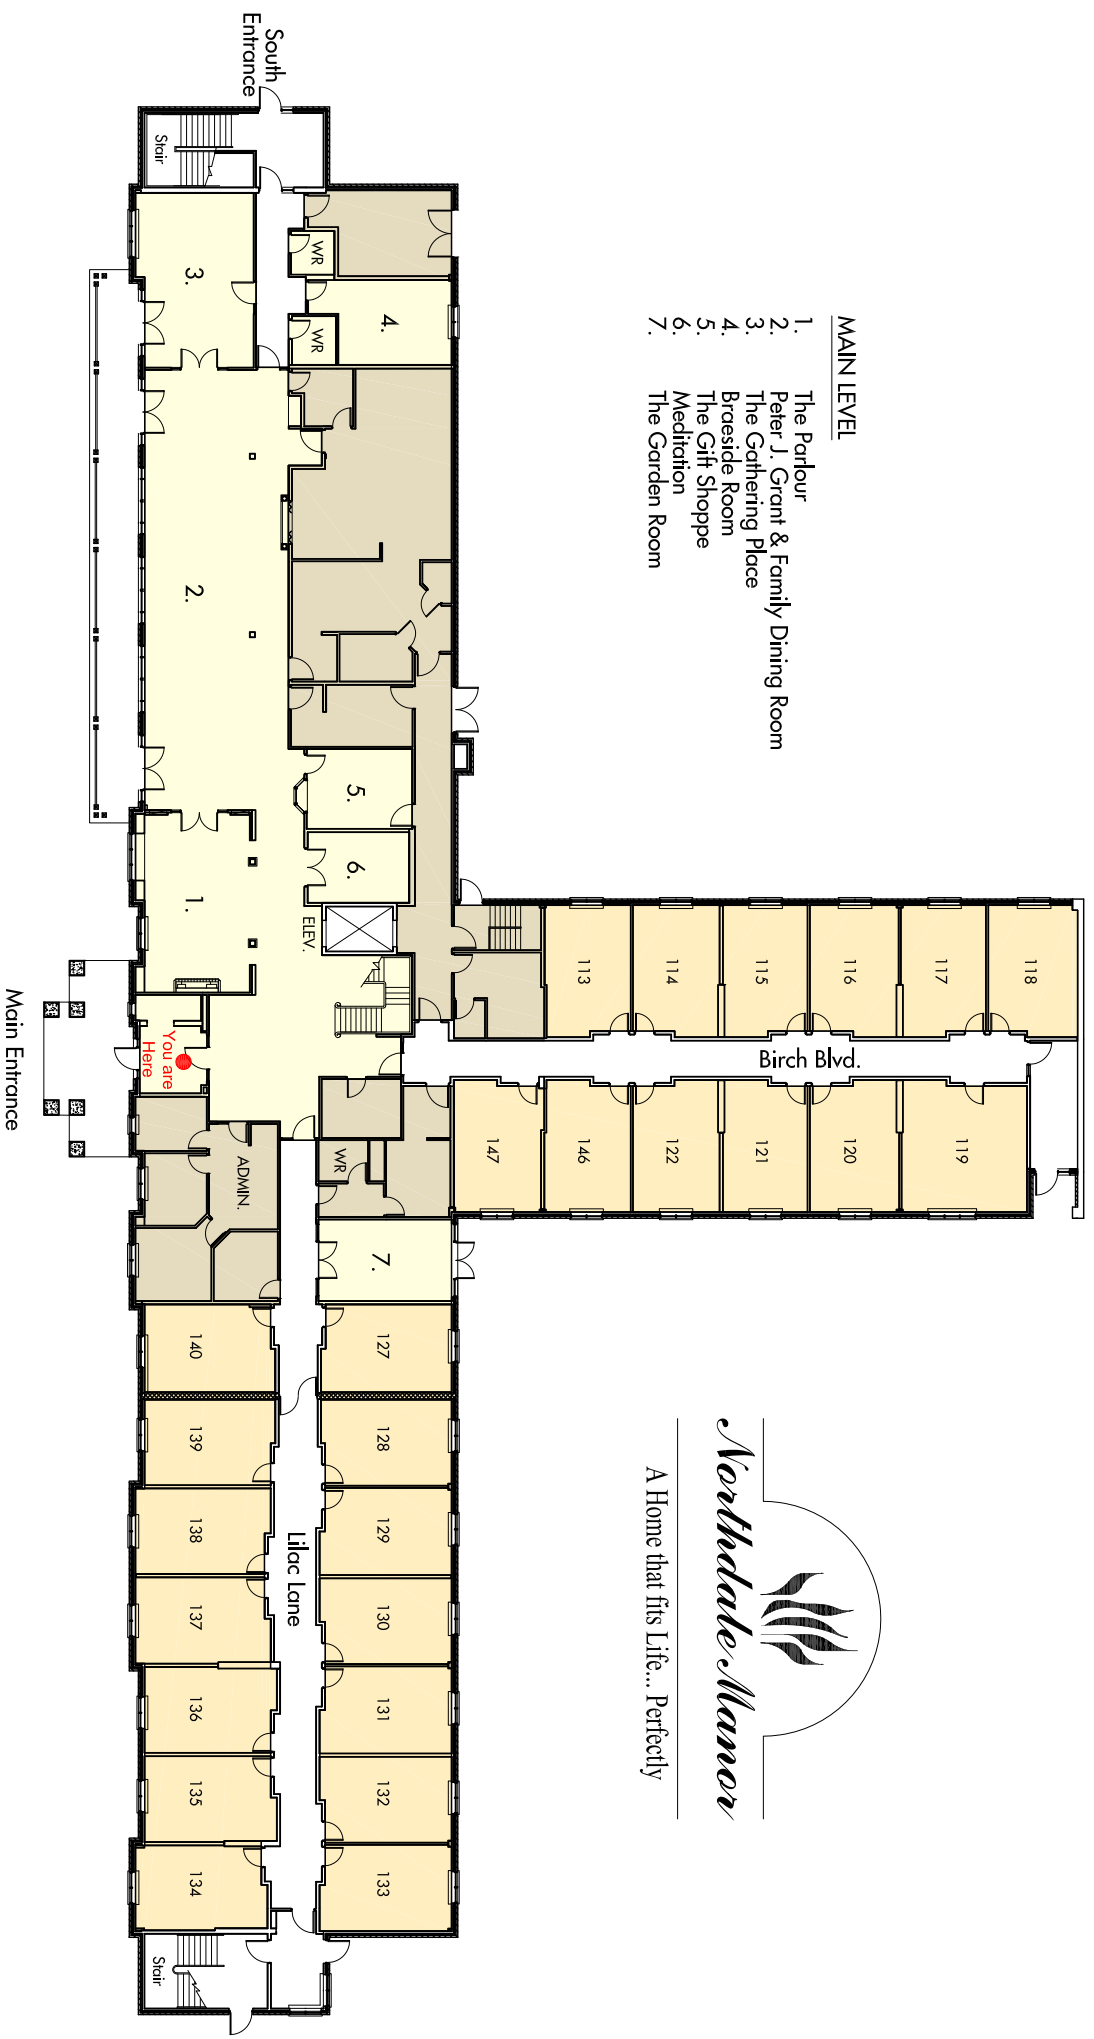 MAIN LEVEL
1. The Parlour
2. Peter J. Grant & Family Dining Room
3. The Gathering Place
4. Braeside Room
5. The Gift Shoppe
6. Meditation
7. The Garden Room
Northdale Manor
A Home that fits Life... Perfectly
118
117
116
115
114
113
Birch Blvd.
119
120
121
122
146
147
South
Entrance
Stair
WR
4.
WR
3.
2.
5.
6.
ELEV.
1.
You are
Here
Main Entrance
WR
ADMIN.
7.
127
128
129
130
131
132
133
Lilac Lane
140
139
138
137
136
135
134
Stair